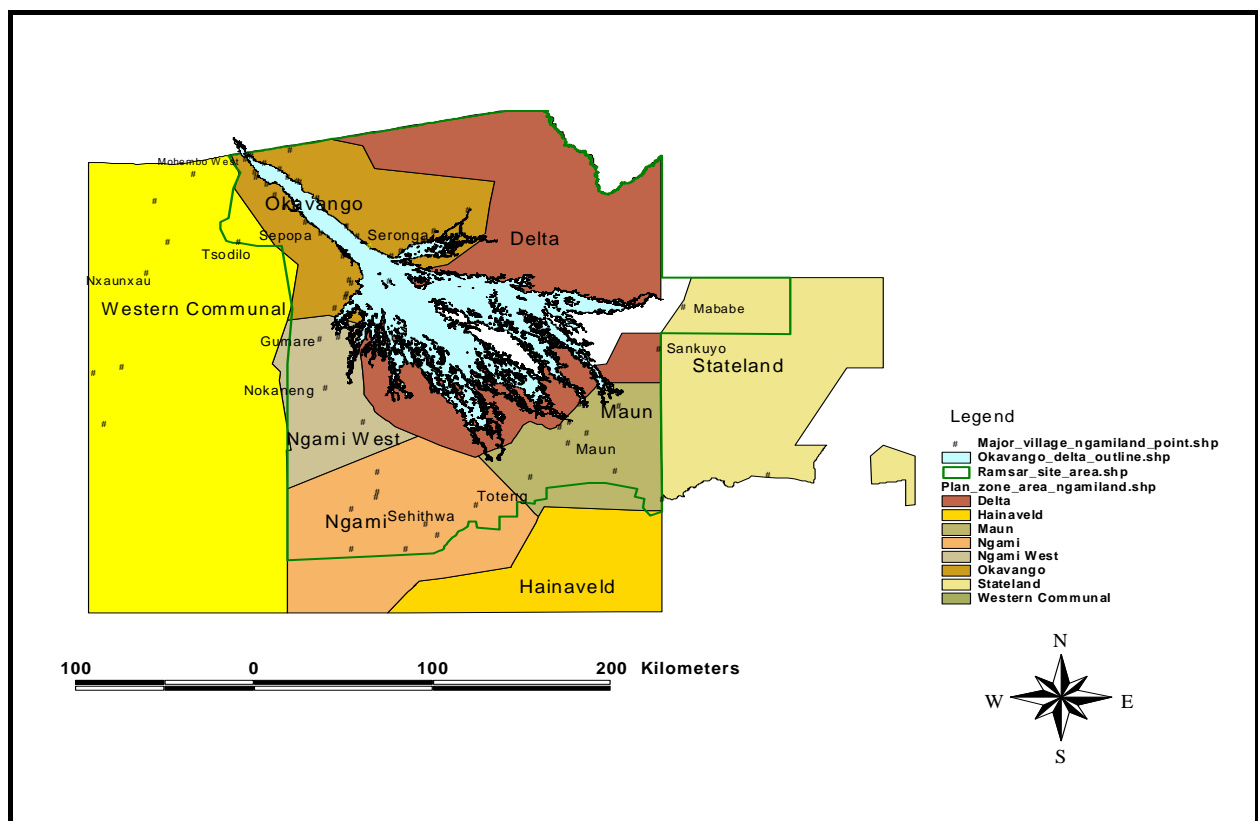 Mohembo West
Okavango
Sepopa
Seronga
Delta
Tsodilo
Nxaunxau
Western Communal
Mababe
Gumare
Sankuyo
Stateland
Nokaneng
Maun
Ngami West
Maun
Toteng
Ngami
Sehithwa
Hainaveld
Legend
# Major_village_ngamiland_point.shp
Okavango_delta_outline.shp
Ramsar_site_area.shp
Plan_zone_area_ngamiland.shp
Delta
Hainaveld
Maun
Ngami
Ngami West
Okavango
Stateland
Western Communal
100 0 100 200 Kilometers
N
W E
S